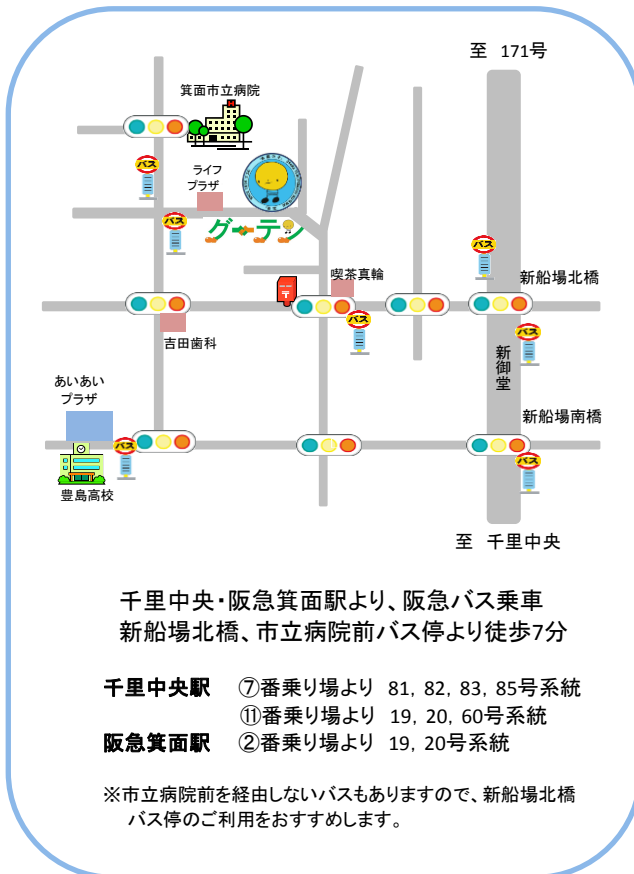 至 171号
箕面市立病院
H
バス
ライフ
プラザ
バス
グーテン
バス
喫茶真輪
〒
新船場北橋
バス
バス
吉田歯科
新御堂
あいあい
プラザ
新船場南橋
バス
バス
豊島高校
至 千里中央
千里中央・阪急箕面駅より、阪急バス乗車
新船場北橋、市立病院前バス停より徒歩7分
千里中央駅 ⑦番乗り場より 81, 82, 83, 85号系統
⑪番乗り場より 19, 20, 60号系統
阪急箕面駅 ②番乗り場より 19, 20号系統
※市立病院前を経由しないバスもありますので、新船場北橋
バス停のご利用をおすすめします。